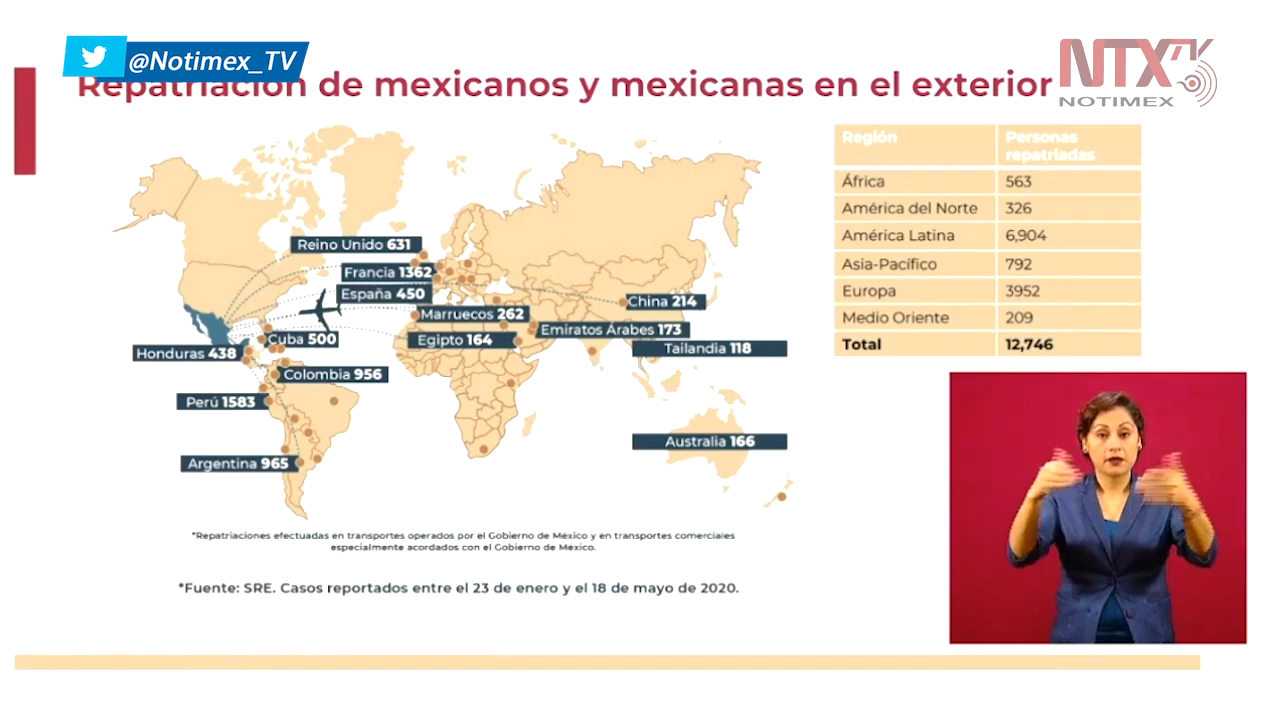 @Notimex_TV
Repatriación de mexicanos y mexicanas en el exterior
NTX TV
NOTIMEX
Región Personas repatriadas
África 563
América del Norte 326
América Latina 6,904
Asia-Pacífico 792
Europa 3952
Medio Oriente 209
Total 12,746
Reino Unido 631
Francia 1362
España 450
China 214
Marruecos 262
Emiratos Árabes 173
Cuba 500
Egipto 164
Tailandia 118
Honduras 438
Colombia 956
Perú 1583
Australia 166
Argentina 965
*Repatriaciones efectuadas en transportes operados por el Gobierno de México y en transportes comerciales
especialmente acordados con el Gobierno de México.
*Fuente: SRE. Casos reportados entre el 23 de enero y el 18 de mayo de 2020.